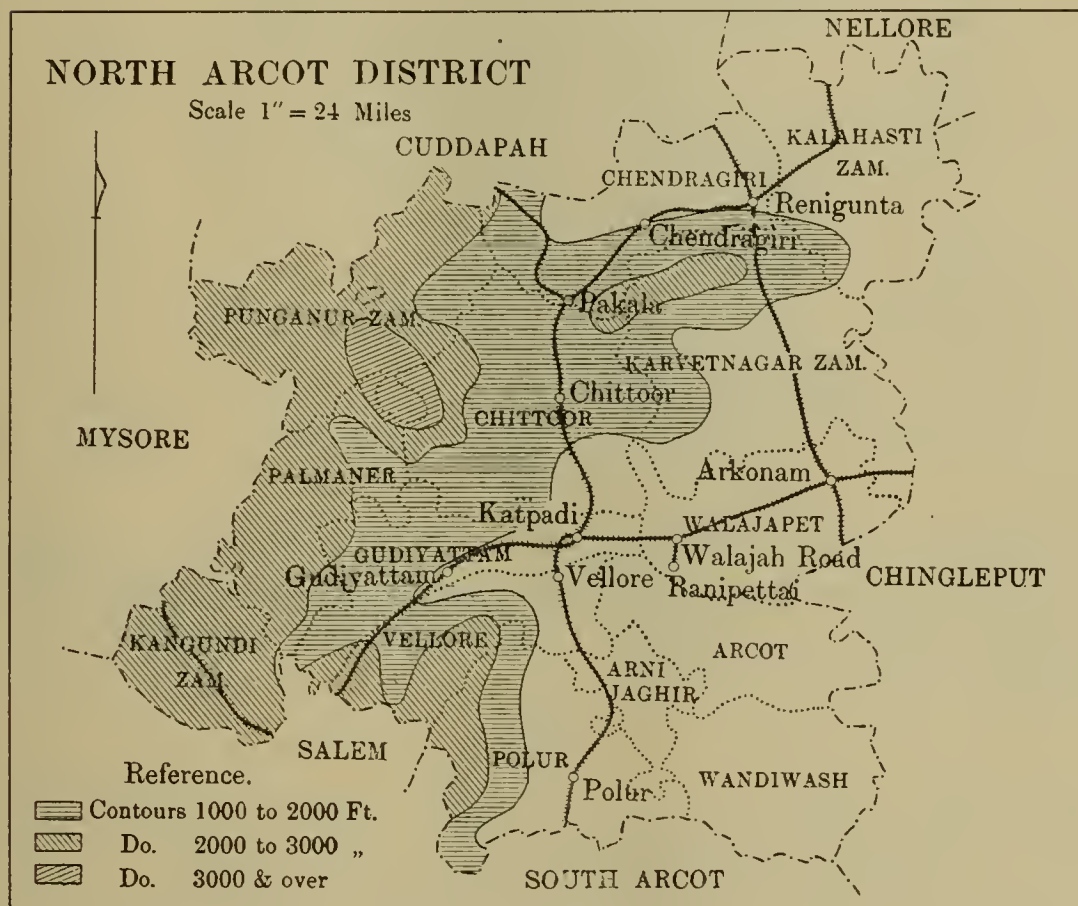 NELLORE
NORTH ARCOT DISTRICT
Scale 1" = 24 Miles
CUDDAPAH
KALAHASTI
ZAM.
CHENDRAGIRI
Renigunta
Chendragiri
Pakala
PUNGANUR ZAM.
KARVETNAGAR ZAM.
Chittoor
CHITTOOR
MYSORE
PALMANER
Arkonam
Katpadi
WALAJAPET
GUDIYATTAM
Walajah Road
Gudiyattam
Vellore
Ranipettai
CHINGLEPUT
VELLORE
KANGUNDI
ZAM.
ARNI
JAGHIR
ARCOT
SALEM
POLUR
Polur
WANDIWASH
Reference.
Contours 1000 to 2000 Ft.
Do. 2000 to 3000 „
Do. 3000 & over
SOUTH ARCOT